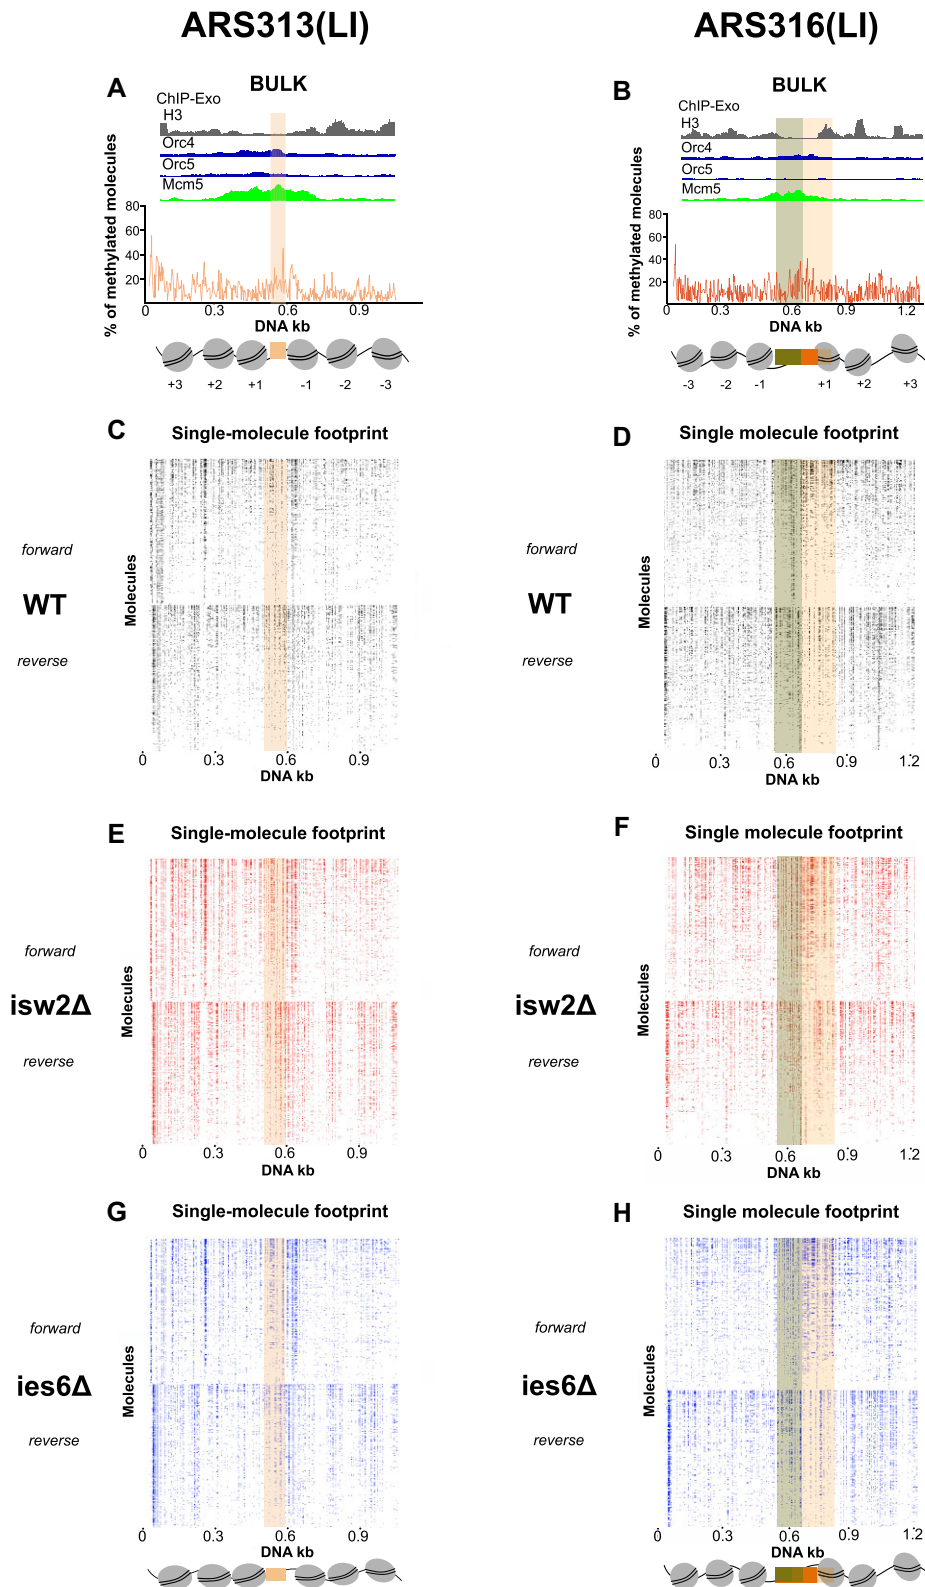 ARS313(LI)
ARS316(LI)
A
BULK
ChIP-Exo
H3
Orc4
Orc5
Mcm5
% of methylated molecules
80
60
40
20
0 0.3 0.6 0.9
DNA kb
+3 +2 +1 -1 -2 -3
B
BULK
ChIP-Exo
H3
Orc4
Orc5
Mcm5
% of methylated molecules
80
60
40
20
0 0.3 0.6 0.9 1.2
DNA kb
-3 -2 -1 +1 +2 +3
C
Single-molecule footprint
forward
WT
reverse
Molecules
0 0.3 0.6 0.9
DNA kb
D
Single molecule footprint
forward
WT
reverse
Molecules
0 0.3 0.6 0.9 1.2
DNA kb
E
Single-molecule footprint
forward
isw2Δ
reverse
Molecules
0 0.3 0.6 0.9
DNA kb
F
Single molecule footprint
forward
isw2Δ
reverse
Molecules
0 0.3 0.6 0.9 1.2
DNA kb
G
Single-molecule footprint
forward
ies6Δ
reverse
Molecules
0 0.3 0.6 0.9
DNA kb
H
Single molecule footprint
forward
ies6Δ
reverse
Molecules
0 0.3 0.6 0.9 1.2
DNA kb